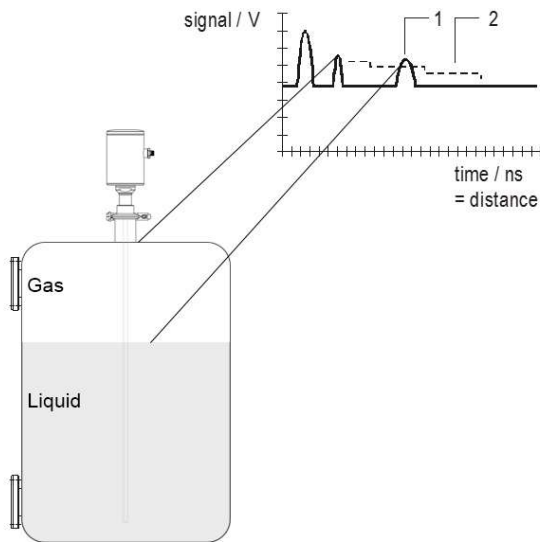 signal / V
1
2
time / ns
= distance
Gas
Liquid